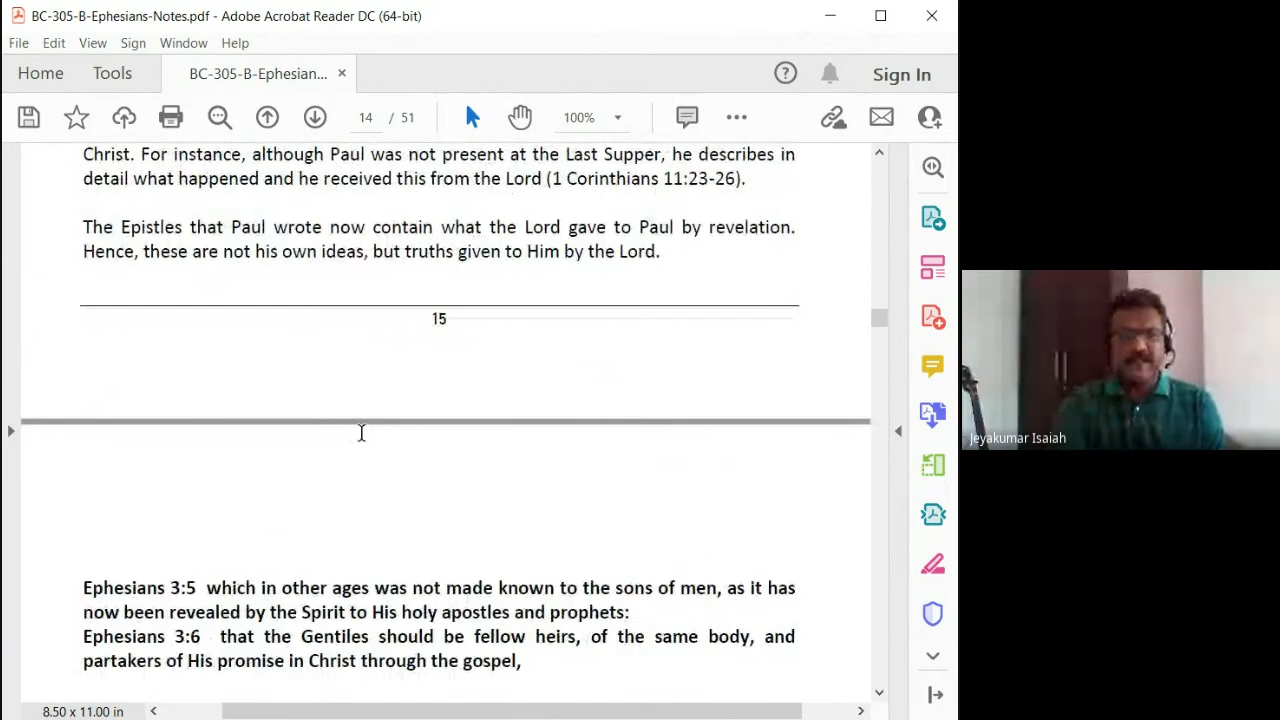 BC-305-B-Ephesians-Notes.pdf - Adobe Acrobat Reader DC (64-bit)
File Edit View Sign Window Help
Home Tools BC-305-B-Ephesian... × Sign In
14 / 51 100%
Christ. For instance, although Paul was not present at the Last Supper, he describes in
detail what happened and he received this from the Lord (1 Corinthians 11:23-26).
The Epistles that Paul wrote now contain what the Lord gave to Paul by revelation.
Hence, these are not his own ideas, but truths given to Him by the Lord.
15
Ephesians 3:5 which in other ages was not made known to the sons of men, as it has
now been revealed by the Spirit to His holy apostles and prophets:
Ephesians 3:6 that the Gentiles should be fellow heirs, of the same body, and
partakers of His promise in Christ through the gospel,
8.50 x 11.00 in
Jeyakumar Isaiah